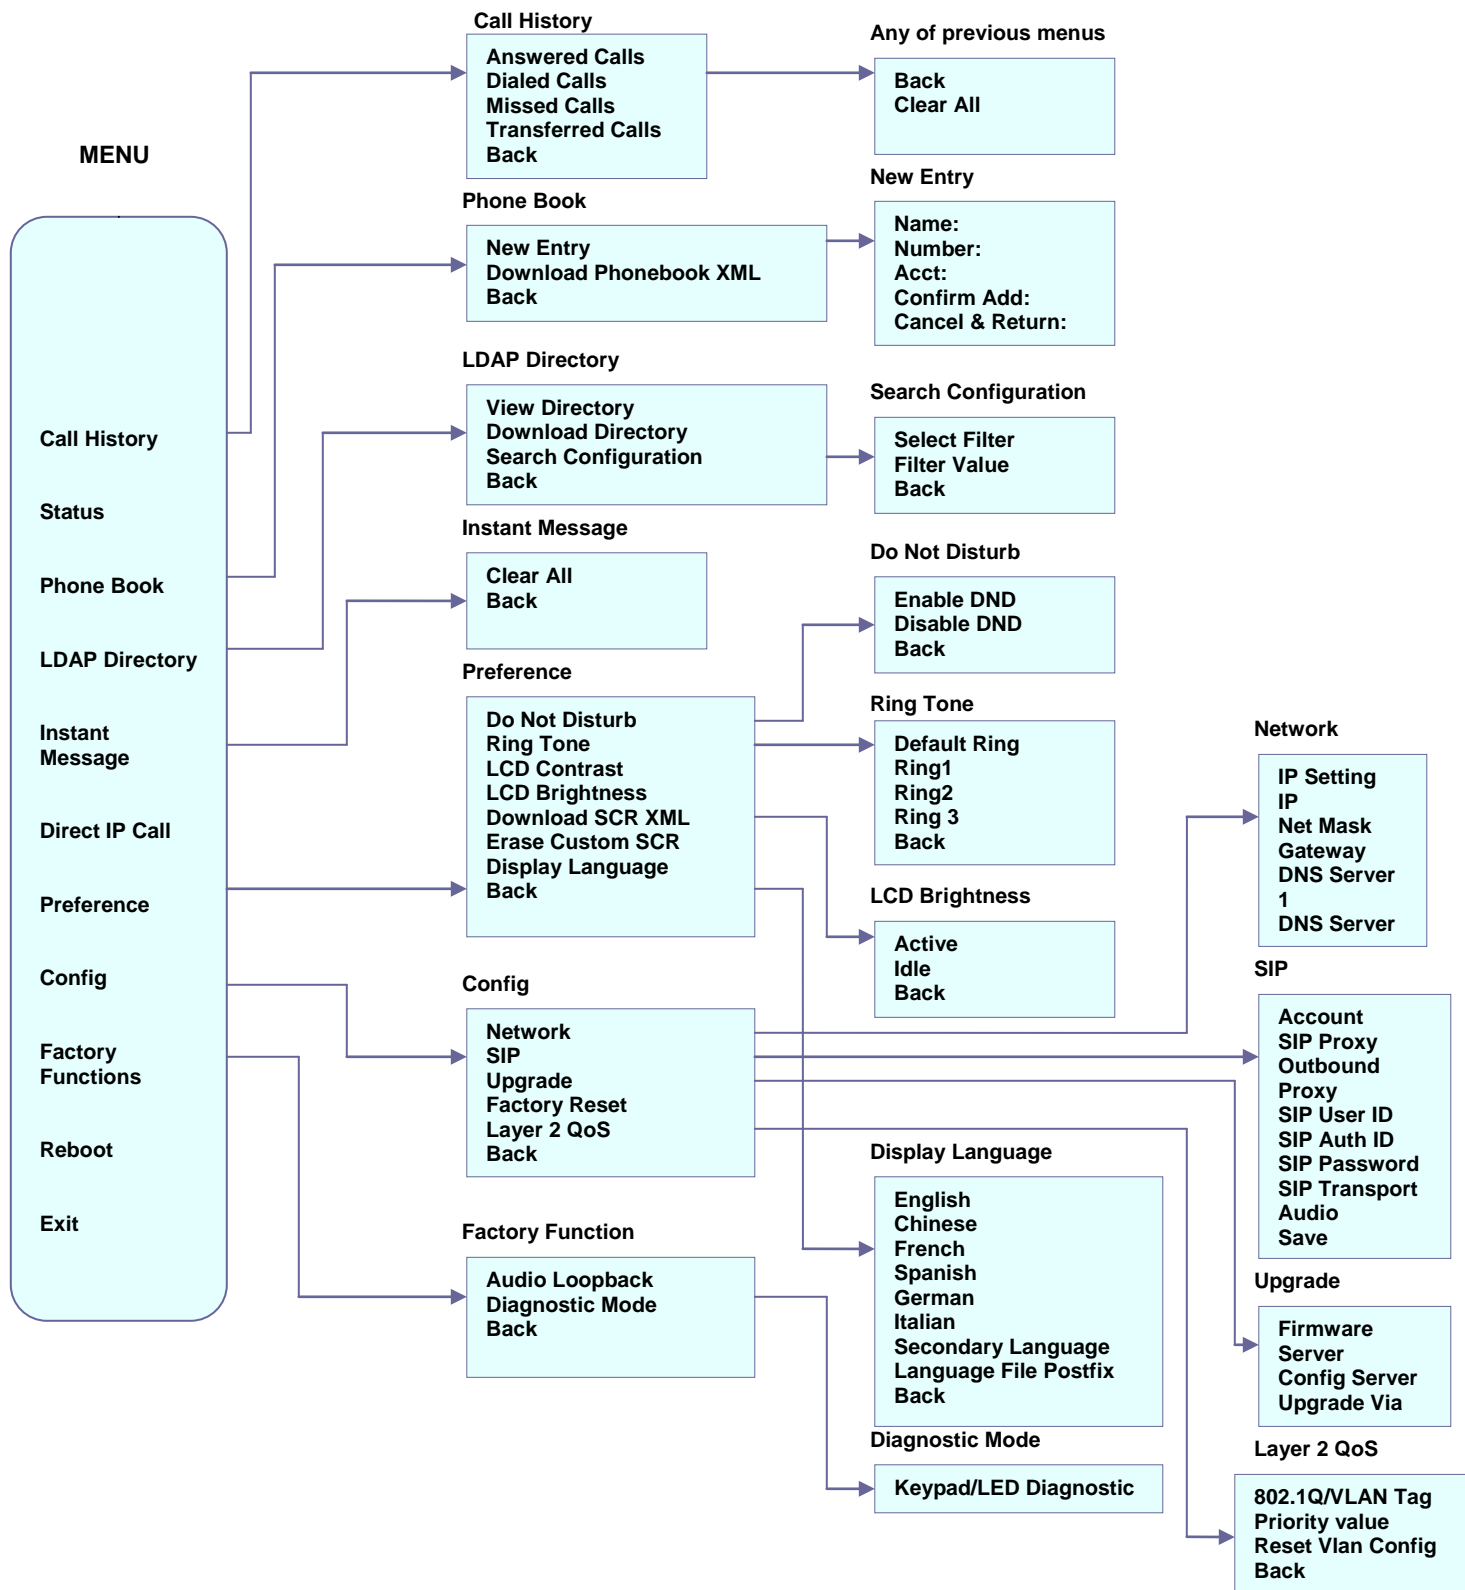 MENU
Call History
Status
Phone Book
LDAP Directory
Instant
Message
Direct IP Call
Preference
Config
Factory
Functions
Reboot
Exit
Call History
Answered Calls
Dialed Calls
Missed Calls
Transferred Calls
Back
Phone Book
New Entry
Download Phonebook XML
Back
LDAP Directory
View Directory
Download Directory
Search Configuration
Back
Instant Message
Clear All
Back
Preference
Do Not Disturb
Ring Tone
LCD Contrast
LCD Brightness
Download SCR XML
Erase Custom SCR
Display Language
Back
Config
Network
SIP
Upgrade
Factory Reset
Layer 2 QoS
Back
Factory Function
Audio Loopback
Diagnostic Mode
Back
Any of previous menus
Back
Clear All
New Entry
Name:
Number:
Acct:
Confirm Add:
Cancel & Return:
Search Configuration
Select Filter
Filter Value
Back
Do Not Disturb
Enable DND
Disable DND
Back
Ring Tone
Default Ring
Ring1
Ring2
Ring 3
Back
LCD Brightness
Active
Idle
Back
Display Language
English
Chinese
French
Spanish
German
Italian
Secondary Language
Language File Postfix
Back
Diagnostic Mode
Keypad/LED Diagnostic
Network
IP Setting
IP
Net Mask
Gateway
DNS Server
1
DNS Server
SIP
Account
SIP Proxy
Outbound
Proxy
SIP User ID
SIP Auth ID
SIP Password
SIP Transport
Audio
Save
Upgrade
Firmware
Server
Config Server
Upgrade Via
Layer 2 QoS
802.1Q/VLAN Tag
Priority value
Reset Vlan Config
Back